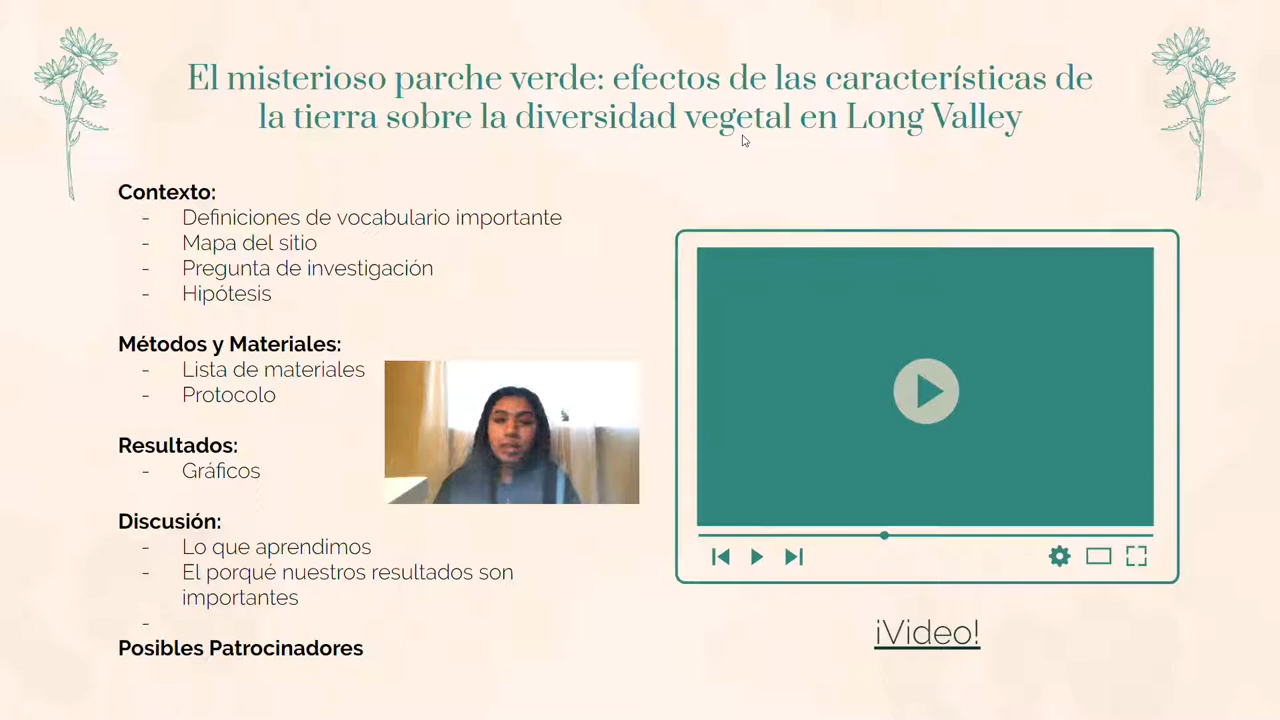 El misterioso parche verde: efectos de las características de
la tierra sobre la diversidad vegetal en Long Valley
Contexto:
- Definiciones de vocabulario importante
- Mapa del sitio
- Pregunta de investigación
- Hipótesis
Métodos y Materiales:
- Lista de materiales
- Protocolo
Resultados:
- Gráficos
Discusión:
- Lo que aprendimos
- El porqué nuestros resultados son
importantes
-
Posibles Patrocinadores
¡Video!